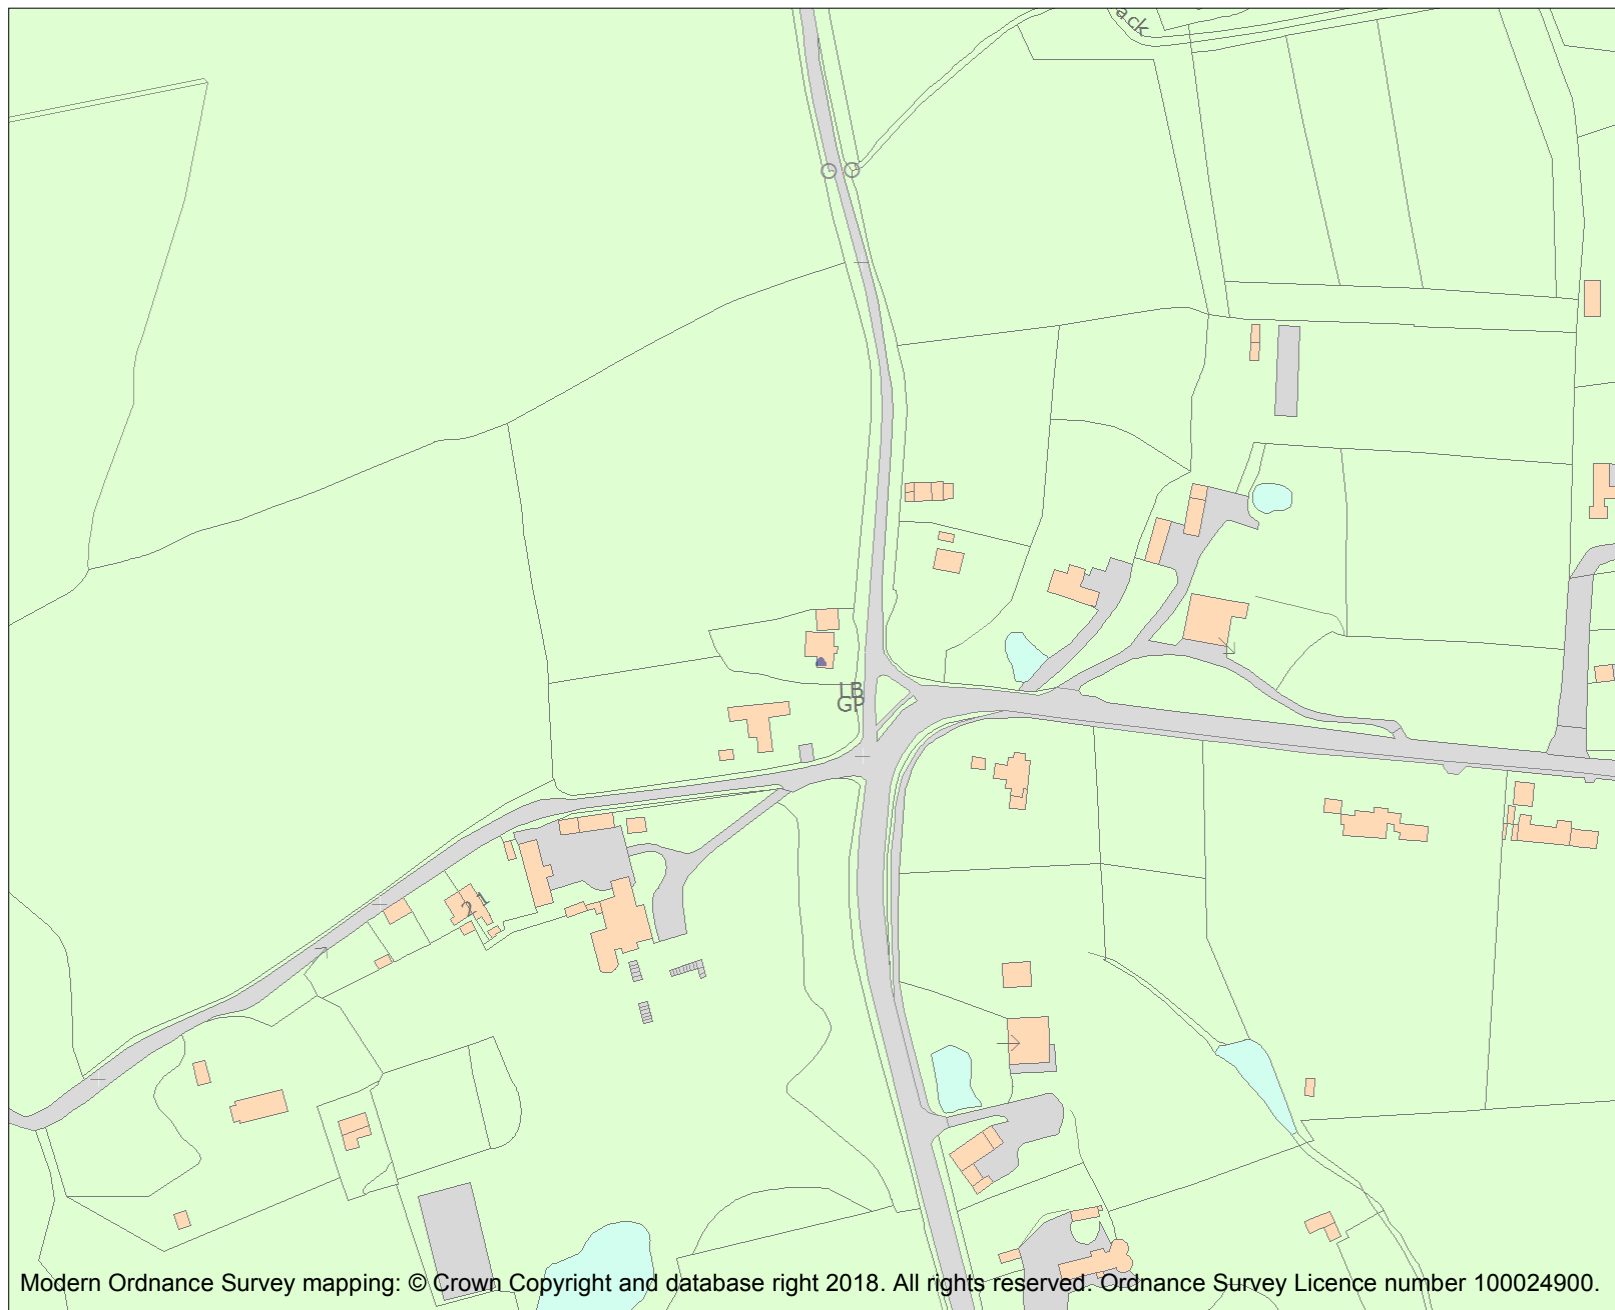 ack
LB
GP
2 1
Modern Ordnance Survey mapping: © Crown Copyright and database right 2018. All rights reserved. Ordnance Survey Licence number 100024900.